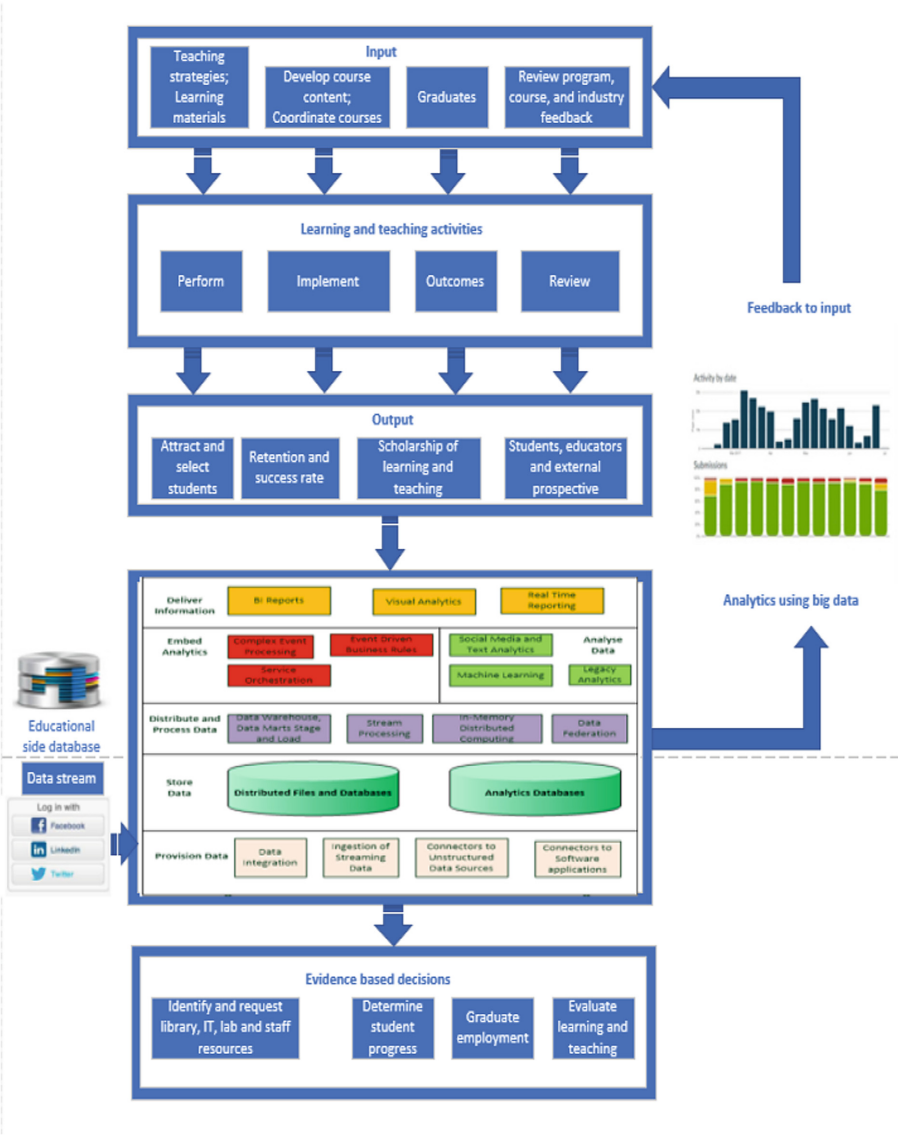 Input
Teaching
strategies;
Learning
materials
Develop course
content;
Coordinate courses
Graduates
Review program,
course, and industry
feedback
Learning and teaching activities
Perform
Implement
Outcomes
Review
Feedback to input
Output
Attract and
select
students
Retention and
success rate
Scholarship of
learning and
teaching
Students, educators
and external
prospective
Activity by date
Submissions
Analytics using big data
Deliver
Information
BI Reports
Visual Analytics
Real Time
Reporting
Embed
Analytics
Complex Event
Processing
Event Driven
Business Rules
Service
Orchestration
Social Media and
Text Analytics
Analyse
Data
Machine Learning
Legacy
Analytics
Educational
side database
Distribute and
Process Data
Data Warehouse,
Data Marts Stage
and Load
Stream
Processing
In-Memory
Distributed
Computing
Data
Federation
Data stream
Log in with
Facebook
LinkedIn
Twitter
Store
Data
Distributed Files and Databases
Analytics Databases
Provision Data
Data
Integration
Ingestion of
Streaming
Data
Connectors to
Unstructured
Data Sources
Connectors to
Software
applications
Evidence based decisions
Identify and request
library, IT, lab and staff
resources
Determine
student
progress
Graduate
employment
Evaluate
learning and
teaching